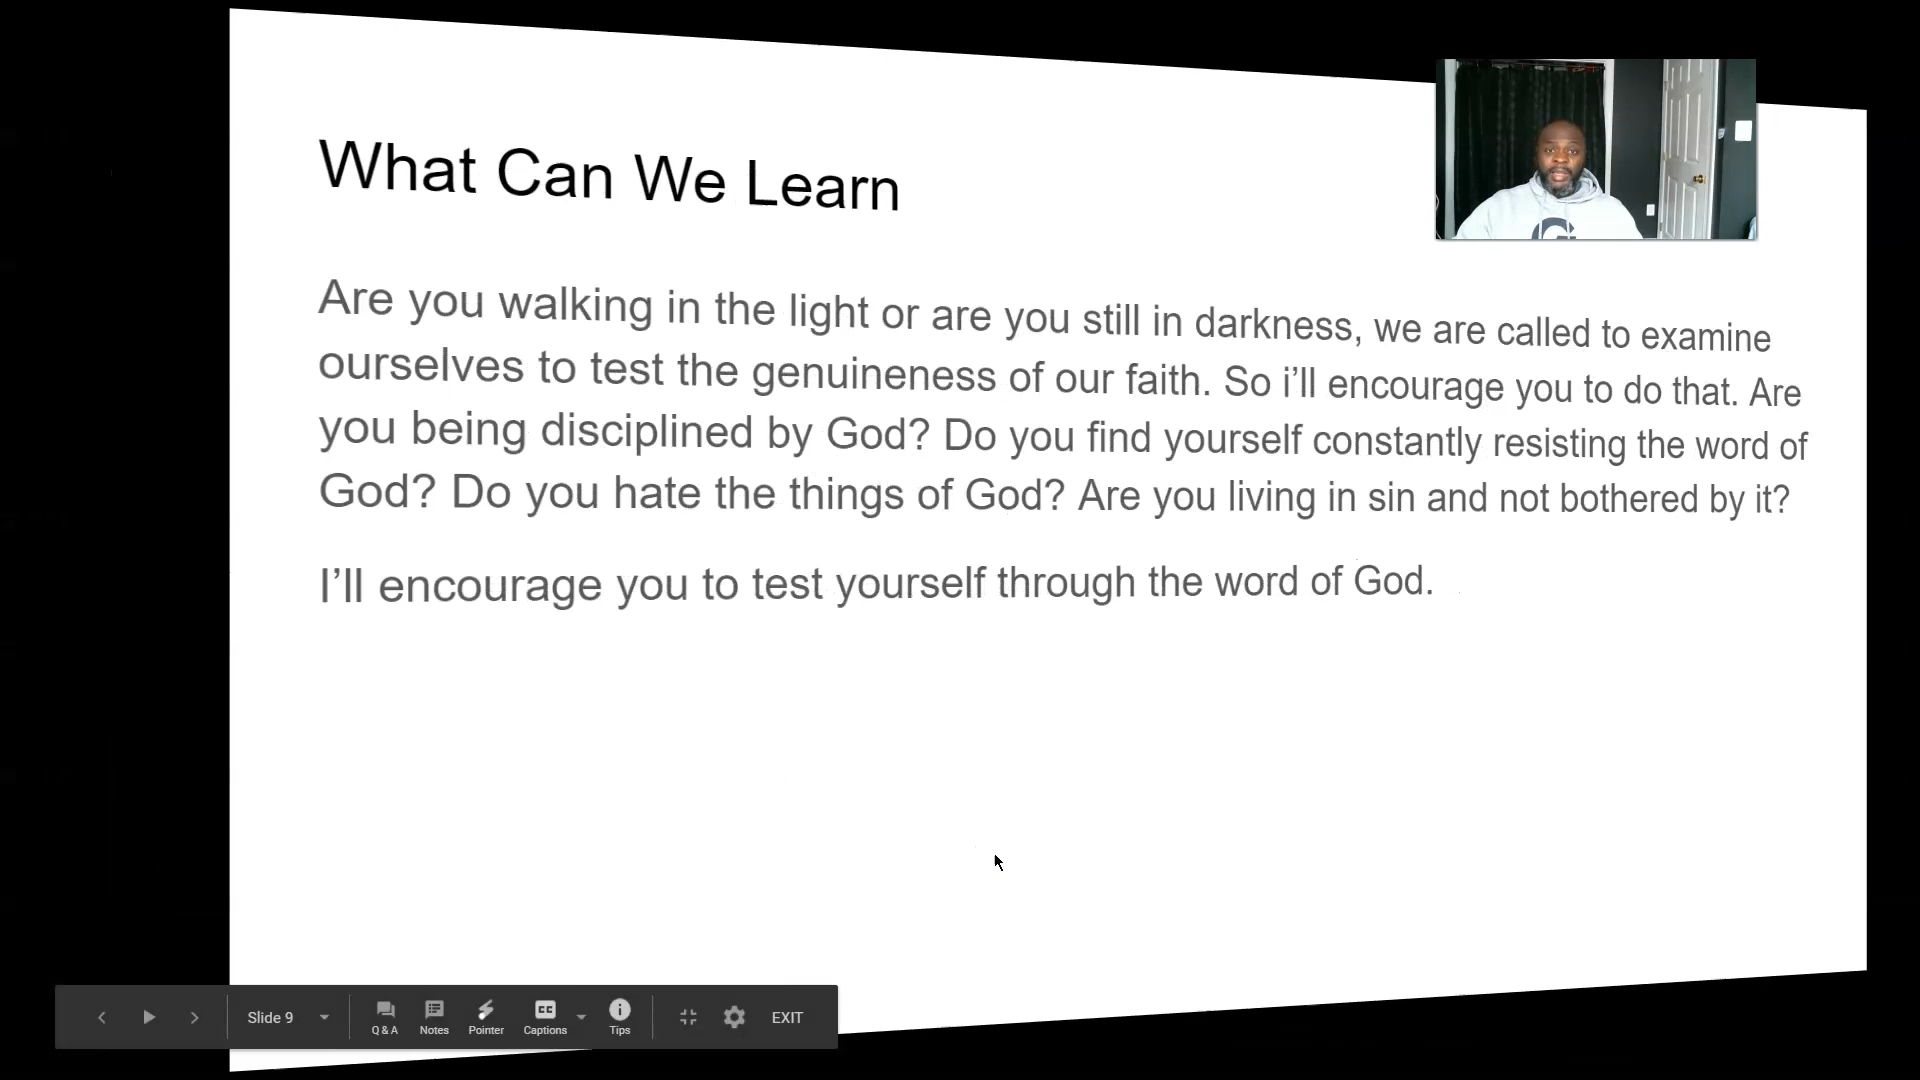 What Can We Learn
Are you walking in the light or are you still in darkness, we are called to examine
ourselves to test the genuineness of our faith. So i’ll encourage you to do that. Are
you being disciplined by God? Do you find yourself constantly resisting the word of
God? Do you hate the things of God? Are you living in sin and not bothered by it?
I’ll encourage you to test yourself through the word of God.
Slide 9
Q & A
Notes
Pointer
CC
Captions
Tips
EXIT